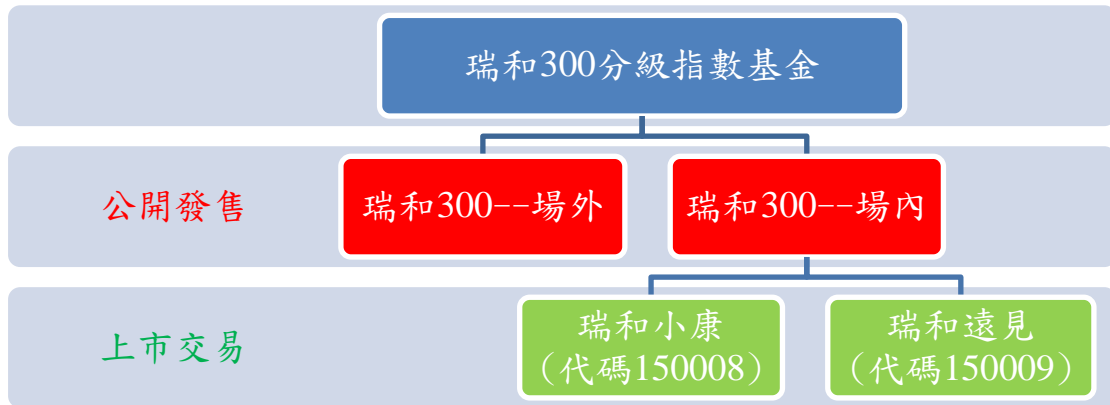 瑞和300分級指數基金
公開發售
瑞和300--場外
瑞和300--場內
上市交易
瑞和小康
（代碼150008）
瑞和遠見
（代碼150009）